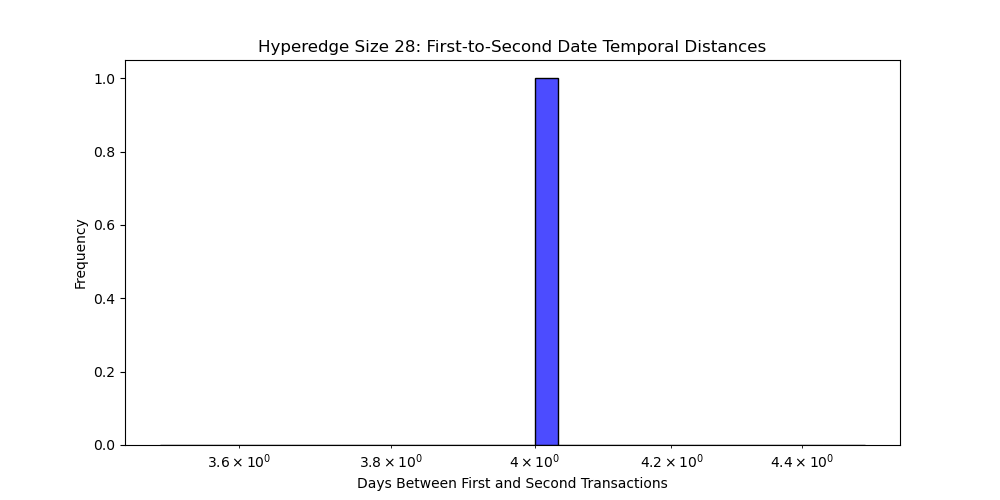 Hyperedge Size 28: First-to-Second Date Temporal Distances
Frequency
1.0
0.8
0.6
0.4
0.2
0.0
3.6 × 10⁰
3.8 × 10⁰
4 × 10⁰
4.2 × 10⁰
4.4 × 10⁰
Days Between First and Second Transactions